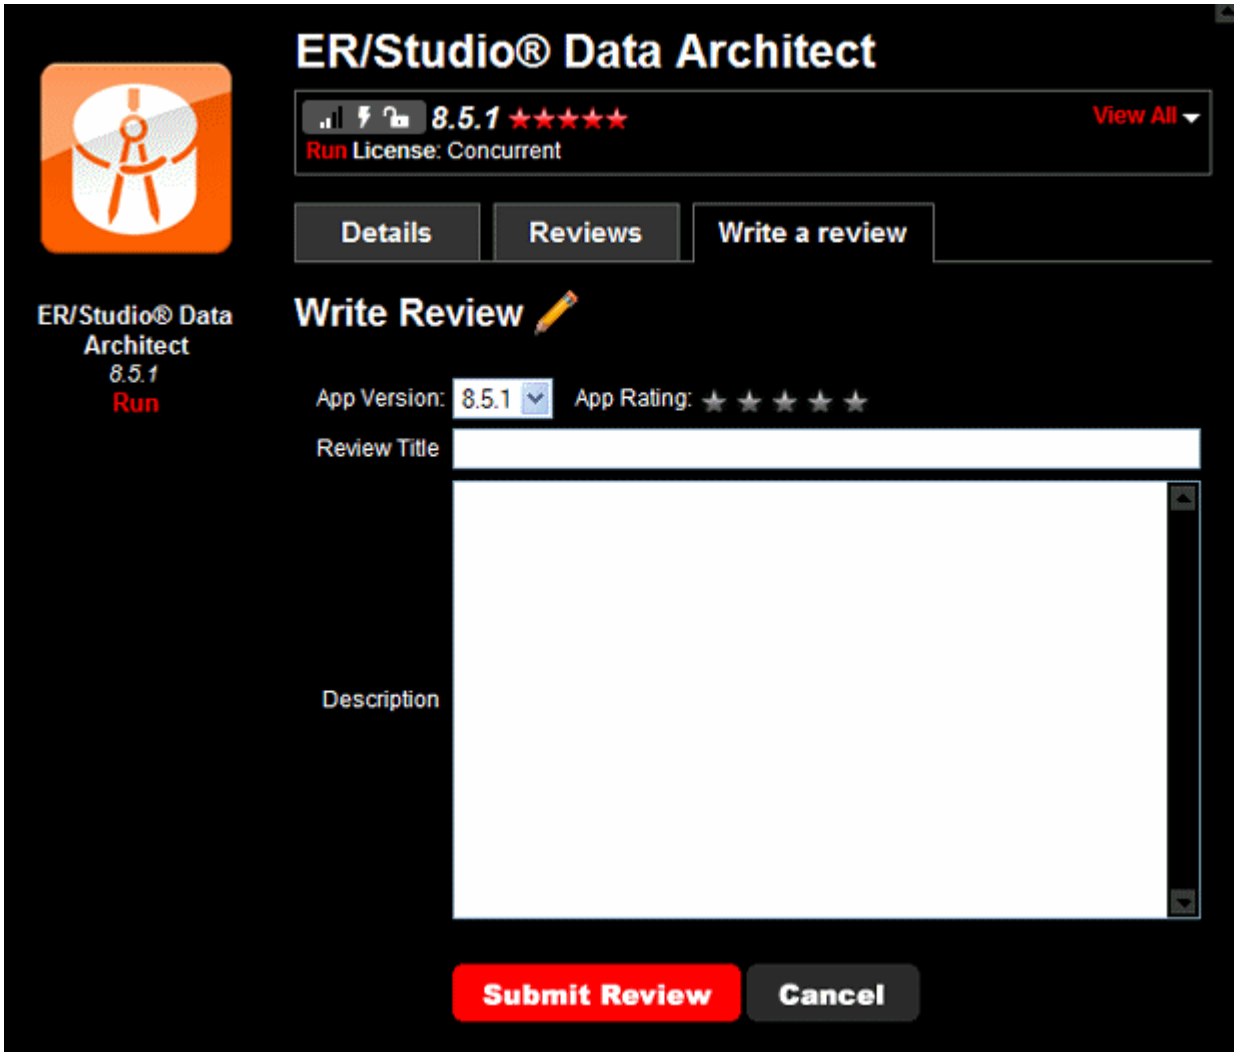 ER/Studio® Data Architect
8.5.1
View All
Run License: Concurrent
Details
Reviews
Write a review
ER/Studio® Data
Architect
8.5.1
Run
Write Review
App Version: 8.5.1 App Rating:
Review Title
Description
Submit Review
Cancel